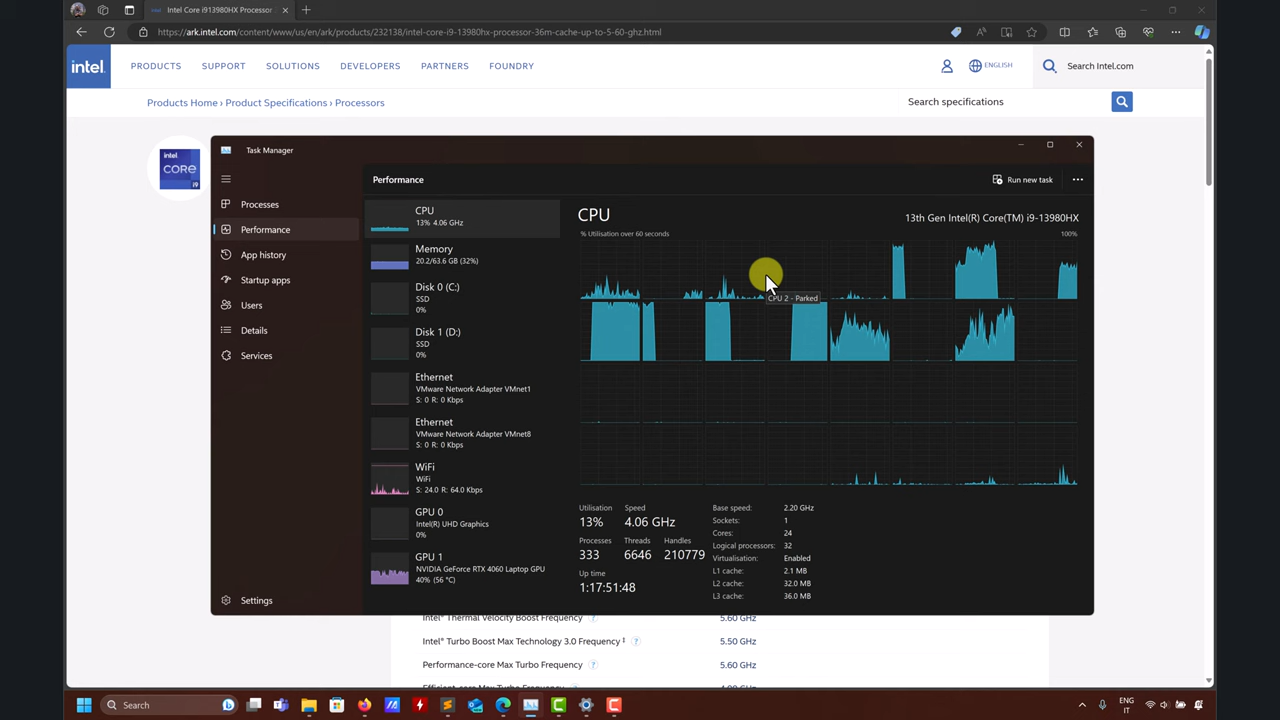 Intel Core i913980HX Processor
https://ark.intel.com/content/www/us/en/ark/products/232138/intel-core-i9-13980hx-processor-36m-cache-up-to-5-60-ghz.html
intel.
PRODUCTS SUPPORT SOLUTIONS DEVELOPERS PARTNERS FOUNDRY
ENGLISH
Search Intel.com
Products Home › Product Specifications › Processors
Search specifications
intel
CORE
i9
Task Manager
Processes
Performance
App history
Startup apps
Users
Details
Services
Settings
Performance
Run new task
CPU
13% 4.06 GHz
Memory
20.2/63.6 GB (32%)
Disk 0 (C:)
SSD
0%
Disk 1 (D:)
SSD
0%
Ethernet
VMware Network Adapter VMnet1
S: 0 R: 0 Kbps
Ethernet
VMware Network Adapter VMnet8
S: 0 R: 0 Kbps
WiFi
WiFi
S: 24.0 R: 64.0 Kbps
GPU 0
Intel(R) UHD Graphics
0%
GPU 1
NVIDIA GeForce RTX 4060 Laptop GPU
40% (56 °C)
CPU
13th Gen Intel(R) Core(TM) i9-13980HX
% Utilisation over 60 seconds
100%
CPU 2 - Parked
Utilisation Speed
13% 4.06 GHz
Processes Threads Handles
333 6646 210779
Up time
1:17:51:48
Base speed: 2.20 GHz
Sockets: 1
Cores: 24
Logical processors: 32
Virtualisation: Enabled
L1 cache: 2.1 MB
L2 cache: 32.0 MB
L3 cache: 36.0 MB
Intel® Thermal Velocity Boost Frequency ? 5.60 GHz
Intel® Turbo Boost Max Technology 3.0 Frequency ‡ ? 5.50 GHz
Performance-core Max Turbo Frequency ? 5.60 GHz
Search
ENG
IT